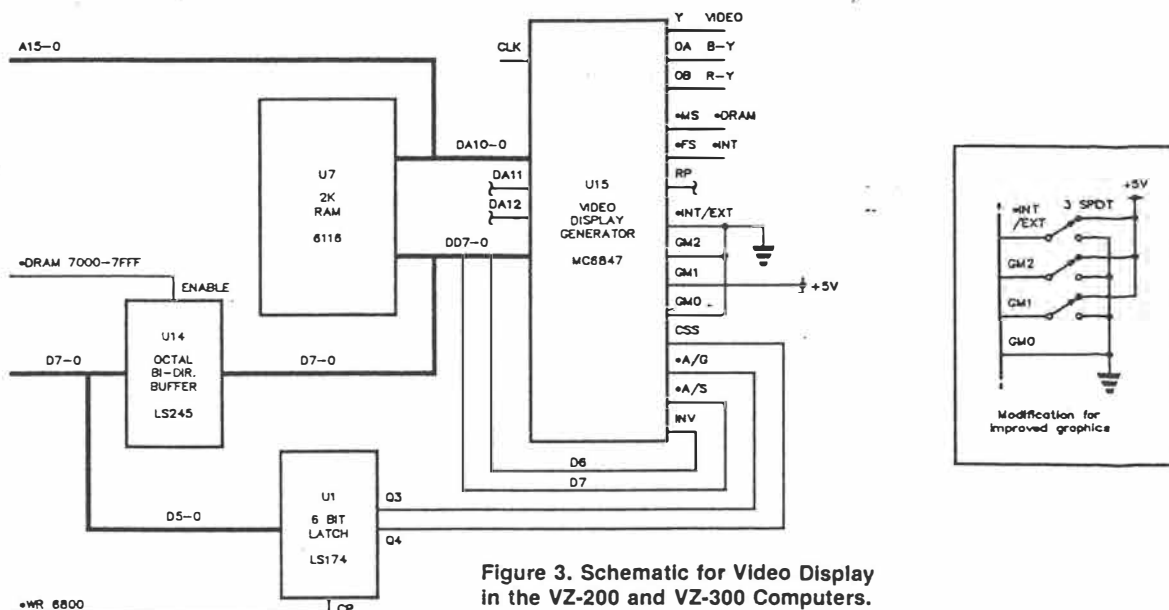 A15-0
CLK
U7
2K
RAM
6116
DA10-0
DA11
DA12
DD7-0
U15
VIDEO
DISPLAY
GENERATOR
MC6847
Y VIDEO
OA B-Y
OB R-Y
•MS •DRAM
•FS •INT
RP
•INT/EXT
GM2
GM1
GM0
+5V
CSS
•A/G
•A/S
INV
•DRAM 7000-7FFF
ENABLE
U14
OCTAL
BI-DIR.
BUFFER
LS245
D7-0
D7-0
D6
D7
U1
6 BIT
LATCH
LS174
D5-0
Q3
Q4
•WR 6800
CP
+5V
•INT
/EXT
3 SPDT
GM2
GM1
GM0
Modification for
improved graphics
Figure 3. Schematic for Video Display
in the VZ-200 and VZ-300 Computers.